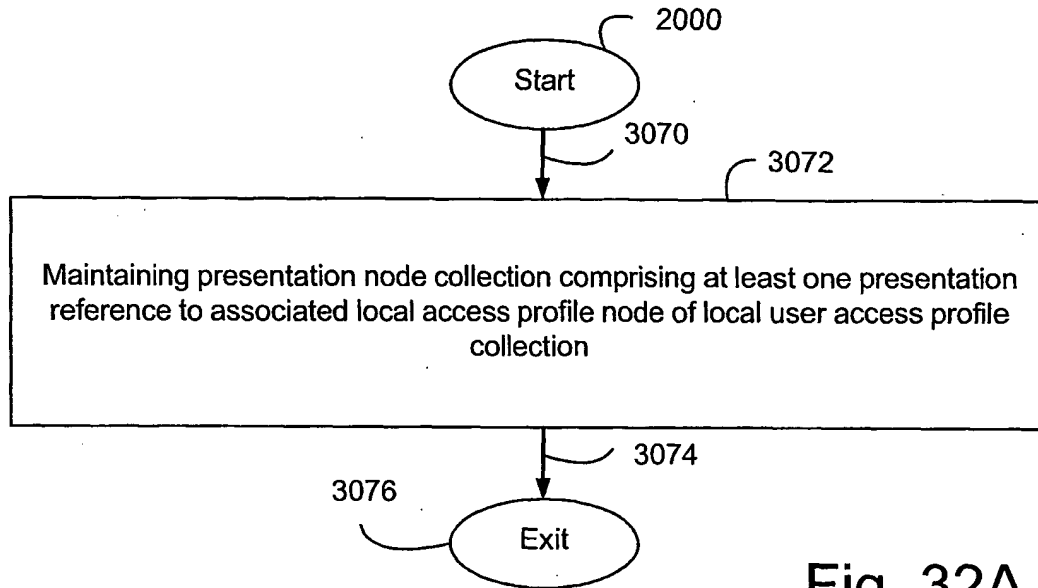 2000
Start
3070
3072
Maintaining presentation node collection comprising at least one presentation
reference to associated local access profile node of local user access profile
collection
3074
3076
Exit
Fig. 32A